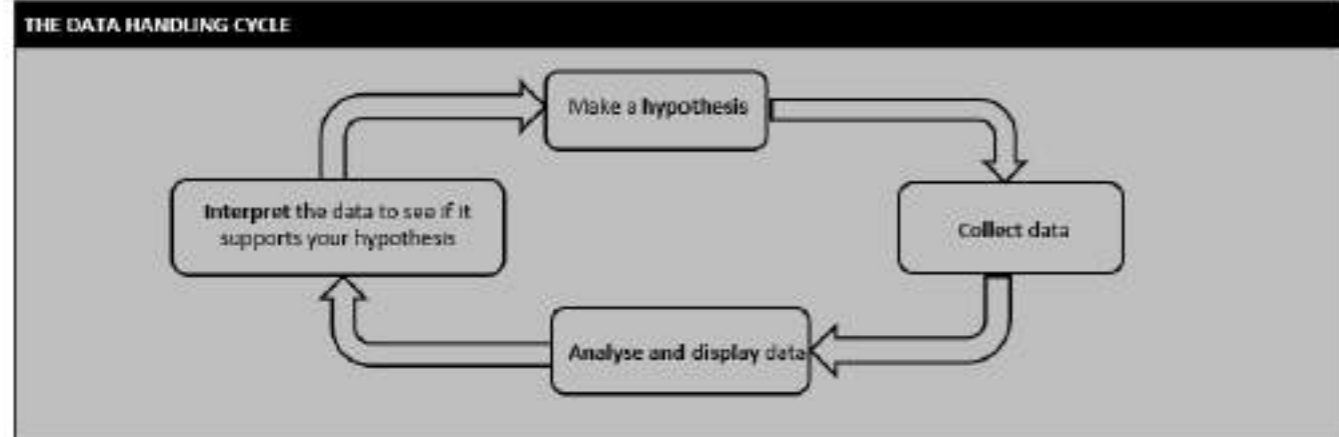 THE DATA HANDLING CYCLE
Make a hypothesis
Interpret the data to see if it
supports your hypothesis
Collect data
Analyse and display data